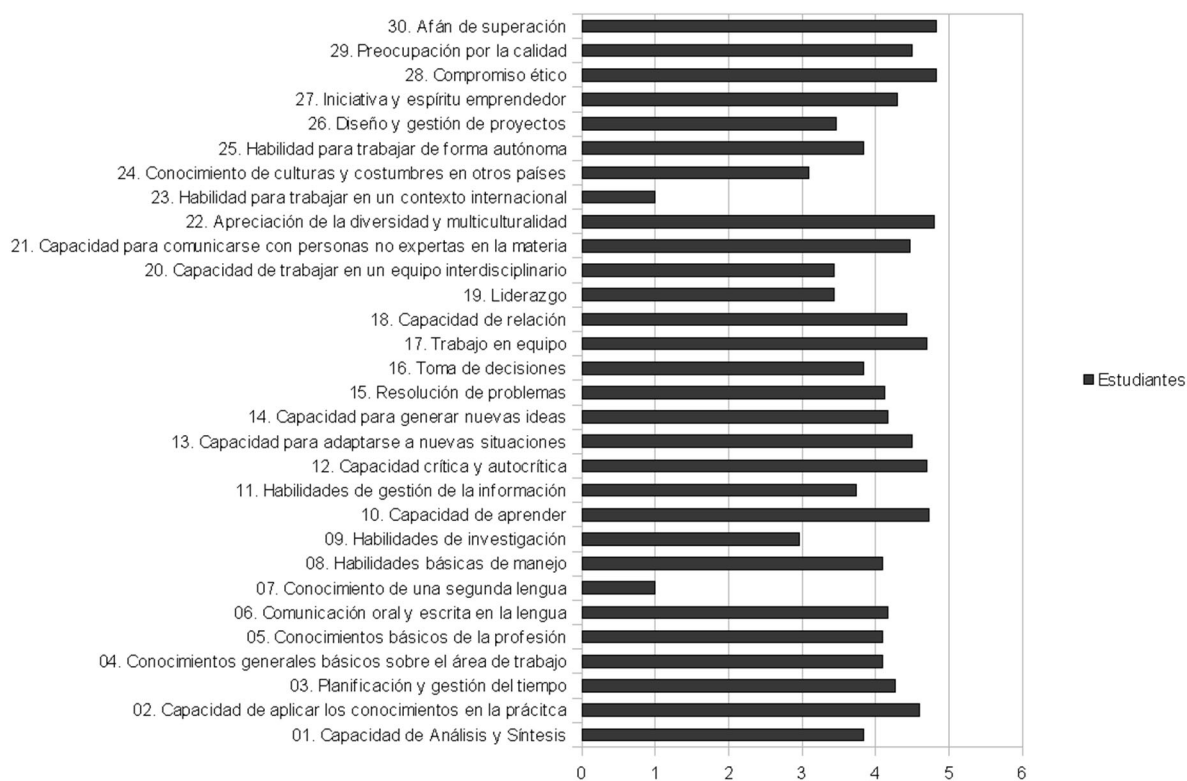 30. Afán de superación
29. Preocupación por la calidad
28. Compromiso ético
27. Iniciativa y espíritu emprendedor
26. Diseño y gestión de proyectos
25. Habilidad para trabajar de forma autónoma
24. Conocimiento de culturas y costumbres en otros países
23. Habilidad para trabajar en un contexto internacional
22. Apreciación de la diversidad y multiculturalidad
21. Capacidad para comunicarse con personas no expertas en la materia
20. Capacidad de trabajar en un equipo interdisciplinario
19. Liderazgo
18. Capacidad de relación
17. Trabajo en equipo
16. Toma de decisiones
15. Resolución de problemas
14. Capacidad para generar nuevas ideas
13. Capacidad para adaptarse a nuevas situaciones
12. Capacidad crítica y autocrítica
11. Habilidades de gestión de la información
10. Capacidad de aprender
09. Habilidades de investigación
08. Habilidades básicas de manejo
07. Conocimiento de una segunda lengua
06. Comunicación oral y escrita en la lengua
05. Conocimientos básicos de la profesión
04. Conocimientos generales básicos sobre el área de trabajo
03. Planificación y gestión del tiempo
02. Capacidad de aplicar los conocimientos en la prácitca
01. Capacidad de Análisis y Síntesis
0 1 2 3 4 5 6
Estudiantes